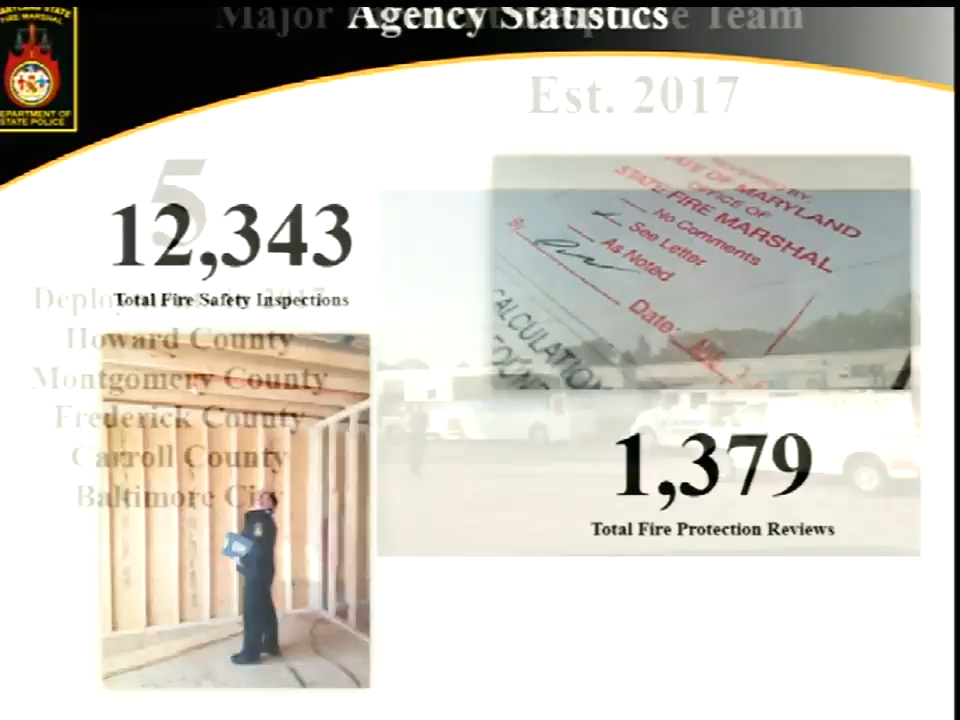 MARYLAND STATE
FIRE MARSHAL
DEPARTMENT OF
STATE POLICE
Major
Agency Statistics
Team
Est. 2017
5
12,343
Total Fire Safety Inspections
Howard County
Montgomery County
Frederick County
Carroll County
Baltimore City
STATE OF MARYLAND
OFFICE OF
STATE FIRE MARSHAL
No Comments
See Letter
As Noted
Date:
CALCULATION
1,379
Total Fire Protection Reviews